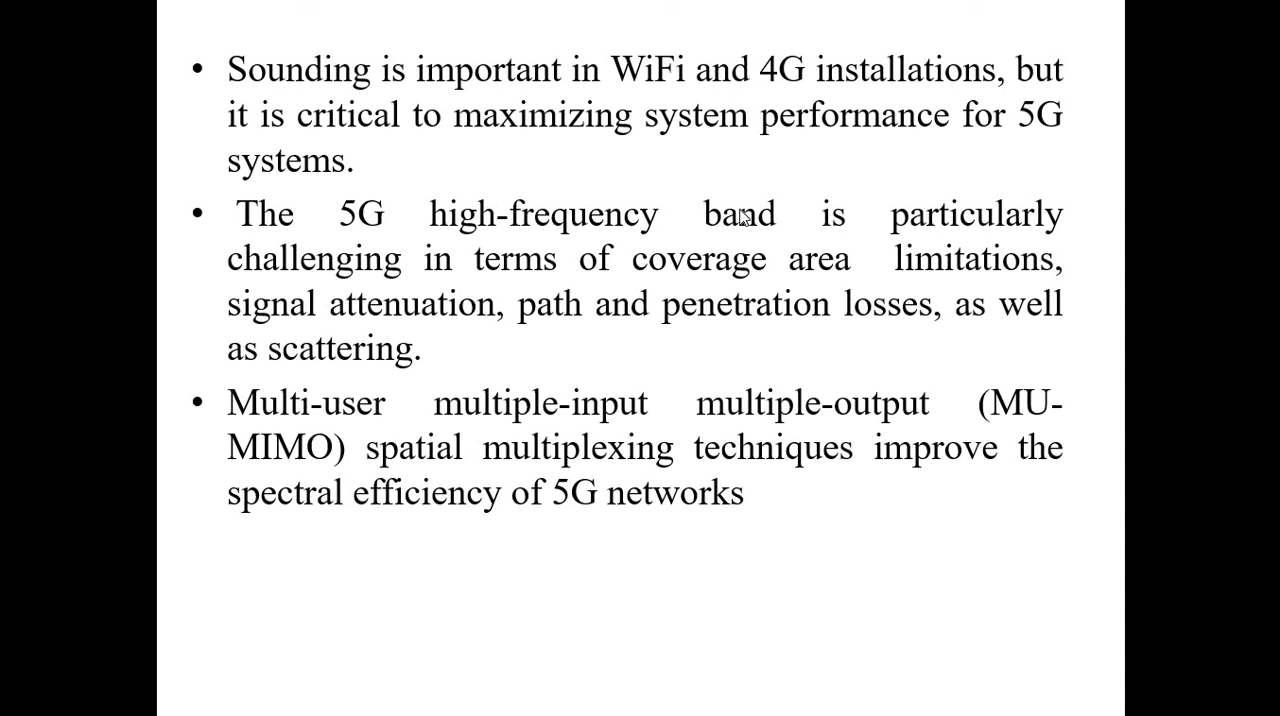 • Sounding is important in WiFi and 4G installations, but
it is critical to maximizing system performance for 5G
systems.
• The 5G high-frequency band is particularly
challenging in terms of coverage area limitations,
signal attenuation, path and penetration losses, as well
as scattering.
• Multi-user multiple-input multiple-output (MU-
MIMO) spatial multiplexing techniques improve the
spectral efficiency of 5G networks